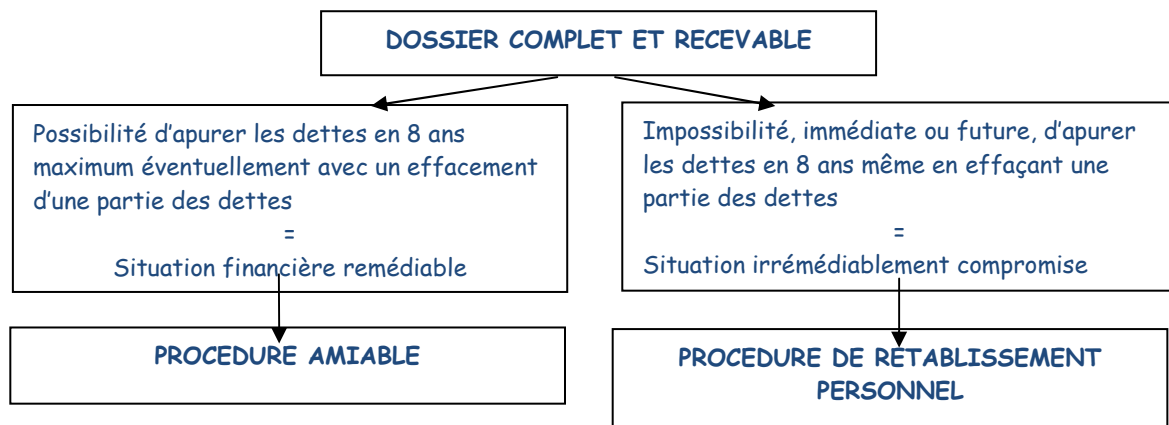 DOSSIER COMPLET ET RECEVABLE
Possibilité d'apurer les dettes en 8 ans
maximum éventuellement avec un effacement
d'une partie des dettes
=
Situation financière remédiable
Impossibilité, immédiate ou future, d'apurer
les dettes en 8 ans même en effaçant une
partie des dettes
=
Situation irrémédiablement compromise
PROCEDURE AMIABLE
PROCEDURE DE RETABLISSEMENT
PERSONNEL